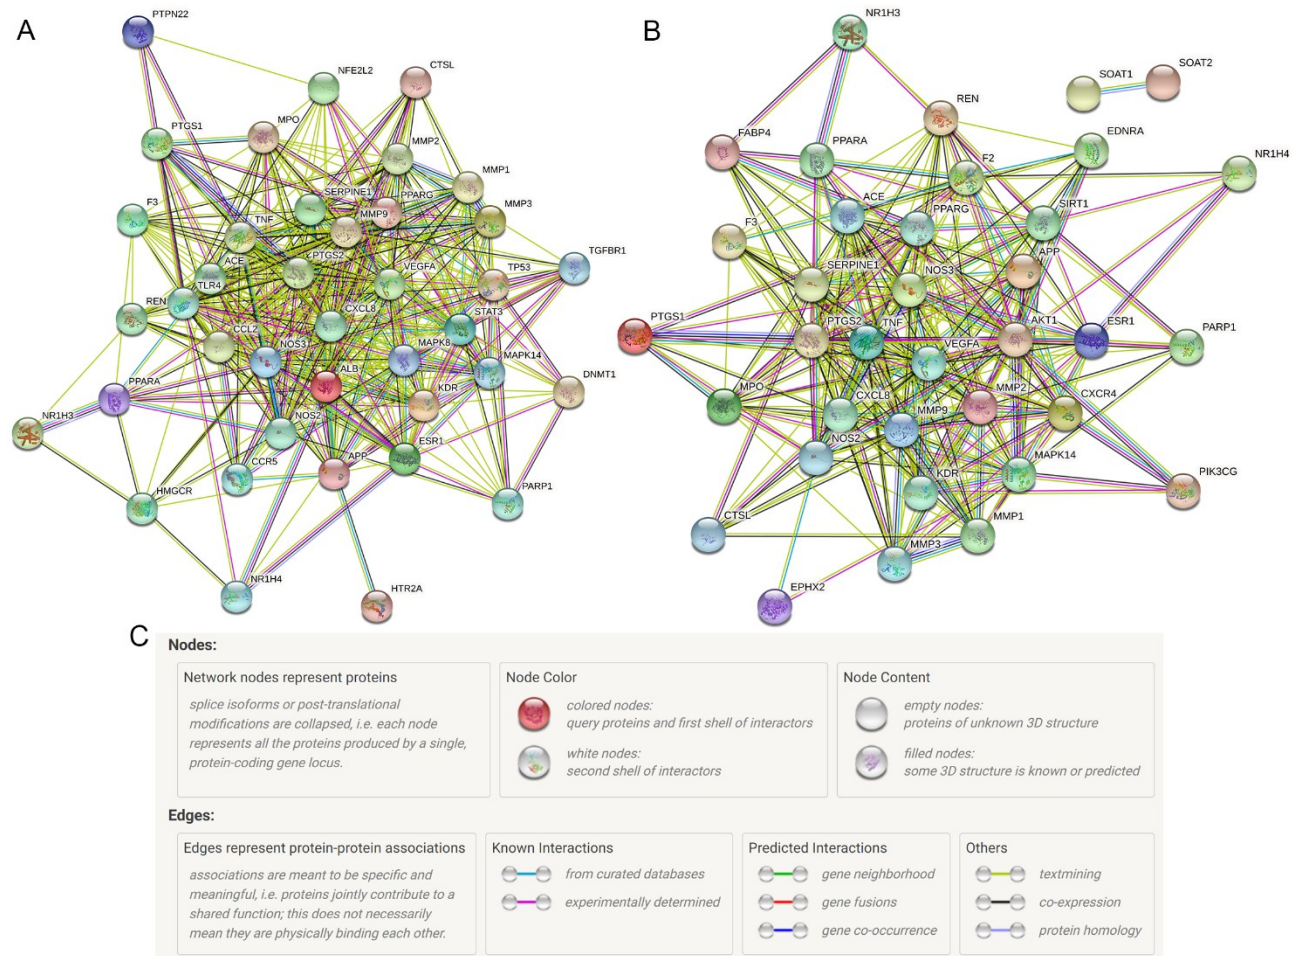 A
PTPN22
NFE2L2
CTSL
PTGS1
MPO
MMP2
MMP1
SERPINE1
PPARG
MMP3
F3
TNF
MMP9
TGFBR1
ACE
PTGS2
VEGFA
TP53
TLR4
REN
CXCL8
STAT3
CCL2
NOS3
MAPK8
MAPK14
ALB
KDR
DNMT1
PPARA
NR1H3
NOS2
ESR1
CCR5
APP
HMGCR
PARP1
NR1H4
HTR2A
B
NR1H3
SOAT1
SOAT2
REN
EDNRA
FABP4
PPARA
F2
NR1H4
ACE
PPARG
SIRT1
F3
APP
SERPINE1
NOS3
PTGS1
PTGS2
TNF
AKT1
ESR1
PARP1
VEGFA
MPO
CXCL8
MMP9
MMP2
CXCR4
NOS2
KDR
MAPK14
PIK3CG
CTSL
MMP1
MMP3
EPHX2
C
Nodes:
Network nodes represent proteins
splice isoforms or post-translational
modifications are collapsed, i.e. each node
represents all the proteins produced by a single,
protein-coding gene locus.
Node Color
colored nodes:
query proteins and first shell of interactors
white nodes:
second shell of interactors
Node Content
empty nodes:
proteins of unknown 3D structure
filled nodes:
some 3D structure is known or predicted
Edges:
Edges represent protein-protein associations
associations are meant to be specific and
meaningful, i.e. proteins jointly contribute to a
shared function; this does not necessarily
mean they are physically binding each other.
Known Interactions
from curated databases
experimentally determined
Predicted Interactions
gene neighborhood
gene fusions
gene co-occurrence
Others
textmining
co-expression
protein homology